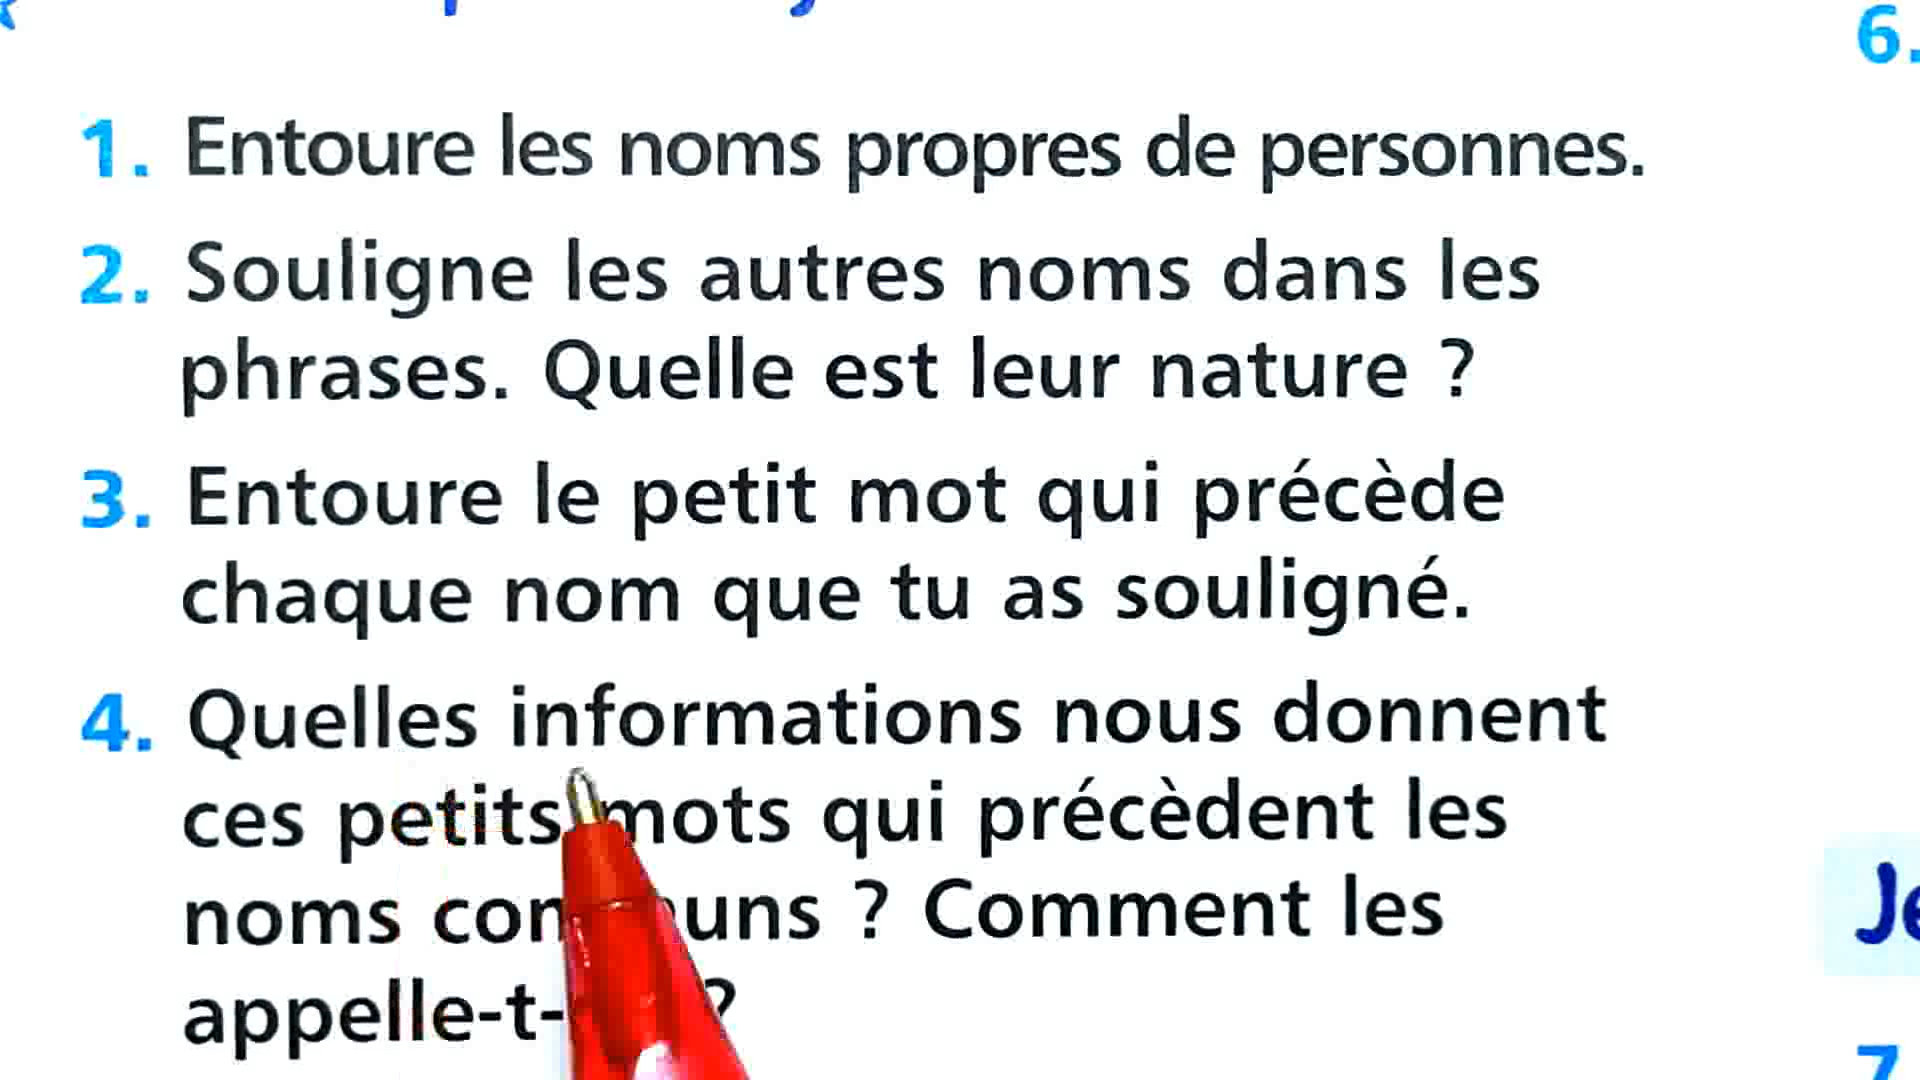 6.
1. Entoure les noms propres de personnes.
2. Souligne les autres noms dans les
phrases. Quelle est leur nature ?
3. Entoure le petit mot qui précède
chaque nom que tu as souligné.
4. Quelles informations nous donnent
ces petits mots qui précèdent les
noms ? Comment les
appelle-t- ?
7